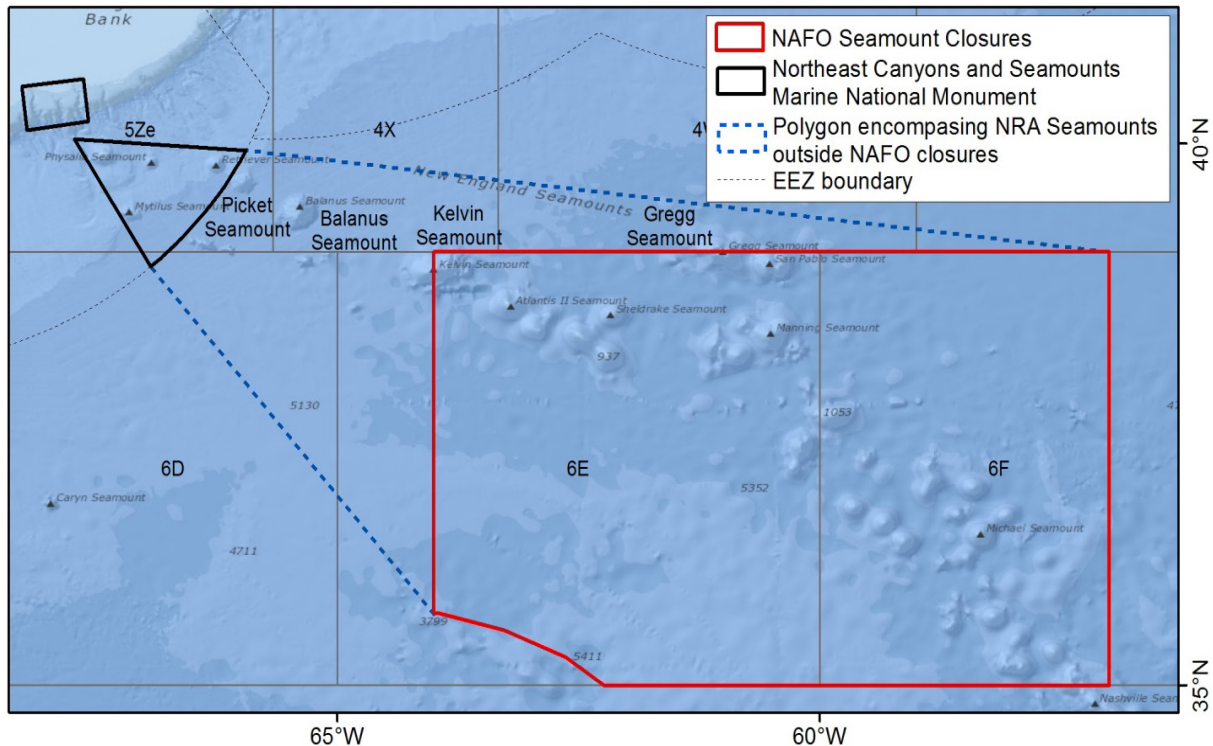 Bank
NAFO Seamount Closures
Northeast Canyons and Seamounts
Marine National Monument
Polygon encompasing NRA Seamounts
outside NAFO closures
EEZ boundary
5Ze
4X
40°N
Physalia Seamount
Retriever Seamount
New England Seamounts
Mytilus Seamount
Picket
Seamount
Balanus Seamount
Balanus
Seamount
Kelvin
Seamount
Gregg
Seamount
Gregg Seamount
San Pablo Seamount
Kelvin Seamount
Atlantis II Seamount
Sheldrake Seamount
Manning Seamount
937
5130
1053
6D
6E
6F
5352
Caryn Seamount
4711
Michael Seamount
3799
5411
35°N
Nashville
65°W
60°W